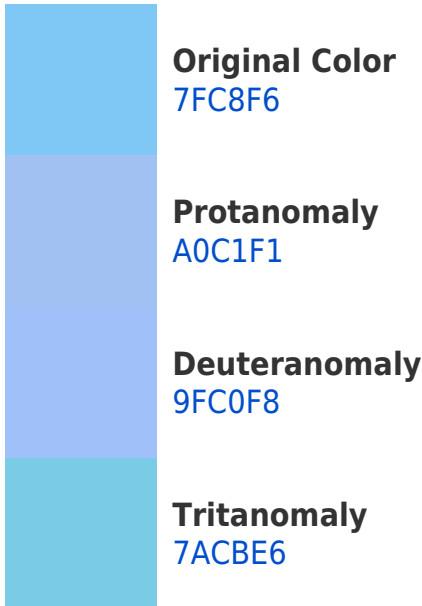 Original Color
7FC8F6
Protanomaly
A0C1F1
Deuteranomaly
9FC0F8
Tritanomaly
7ACBE6